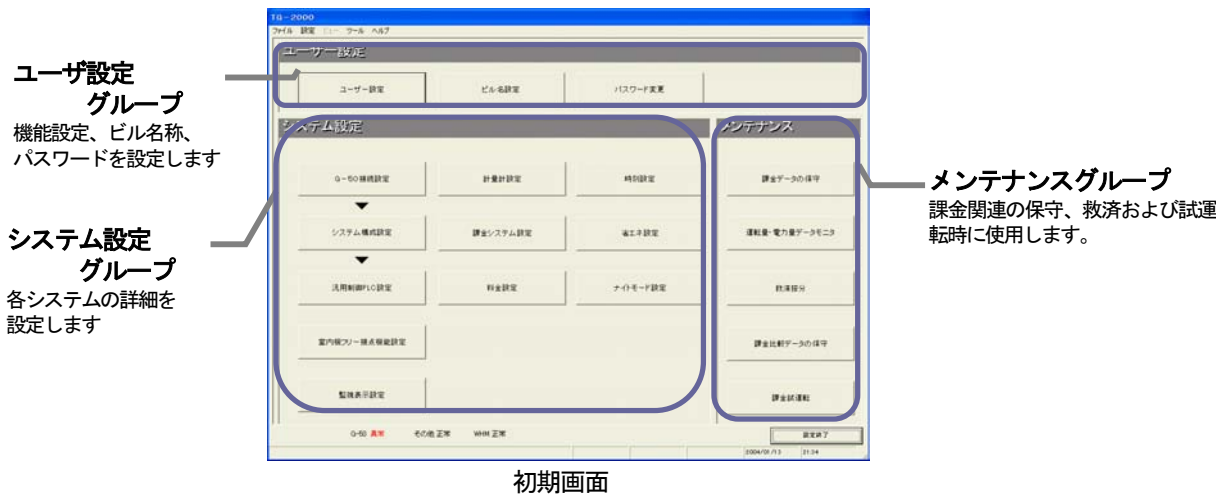 TG-2000
ファイル 設定 ビュー ツール ヘルプ
ユーザー設定
ユーザー設定 ビル名設定 パスワード変更
ユーザ設定
グループ
機能設定、ビル名称、
パスワードを設定します
システム設定
メンテナンス
G-50接続設定 計量計設定 時刻設定 課金データの保守
システム構成設定 課金システム設定 省エネ設定 運転量・電力量データモニタ
汎用制御PLC設定 料金設定 ナイトモード設定 救済按分
室内機フリー接点機能設定 課金比較データの保守
監視表示設定 課金試運転
システム設定
グループ
各システムの詳細を
設定します
メンテナンスグループ
課金関連の保守、救済および試運
転時に使用します。
G-50 異常 その他 正常 WHM 正常 設定終了
2004/01/13 21:34
初期画面